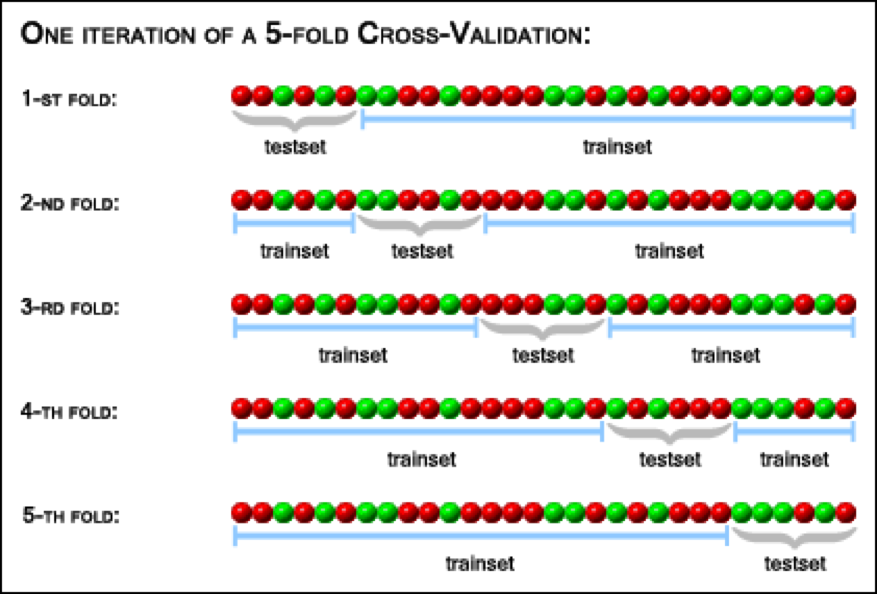 One iteration of a 5-fold Cross-Validation:
1-st fold:
testset trainset
2-nd fold:
trainset testset trainset
3-rd fold:
trainset testset trainset
4-th fold:
trainset testset trainset
5-th fold:
trainset testset